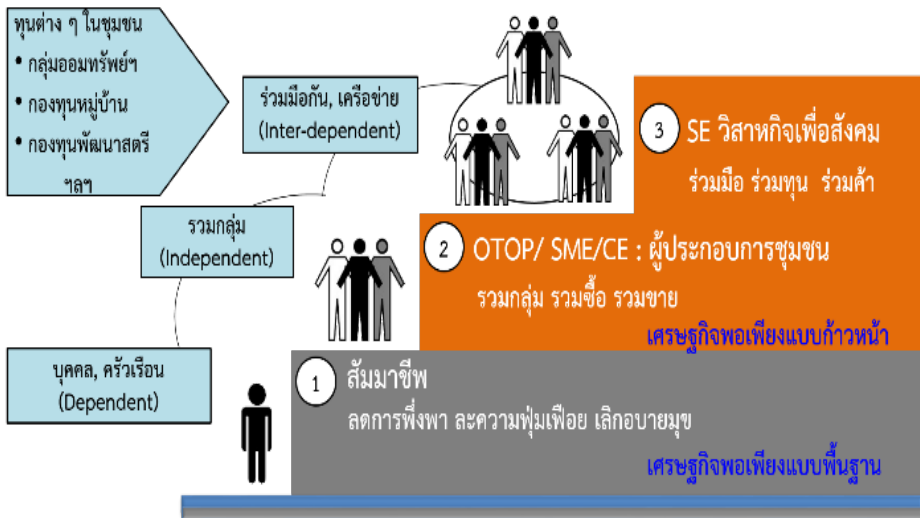 ทุนต่าง ๆ ในชุมชน
• กลุ่มออมทรัพย์ฯ
• กองทุนหมู่บ้าน
• กองทุนพัฒนาสตรี
ฯลฯ
ร่วมมือกัน, เครือข่าย
(Inter-dependent)
รวมกลุ่ม
(Independent)
บุคคล, ครัวเรือน
(Dependent)
3 SE วิสาหกิจเพื่อสังคม
ร่วมมือ ร่วมทุน ร่วมค้า
2 OTOP/ SME/CE : ผู้ประกอบการชุมชน
รวมกลุ่ม รวมซื้อ รวมขาย
เศรษฐกิจพอเพียงแบบก้าวหน้า
1 สัมมาชีพ
ลดการพึ่งพา ละความฟุ่มเฟือย เลิกอบายมุข
เศรษฐกิจพอเพียงแบบพื้นฐาน